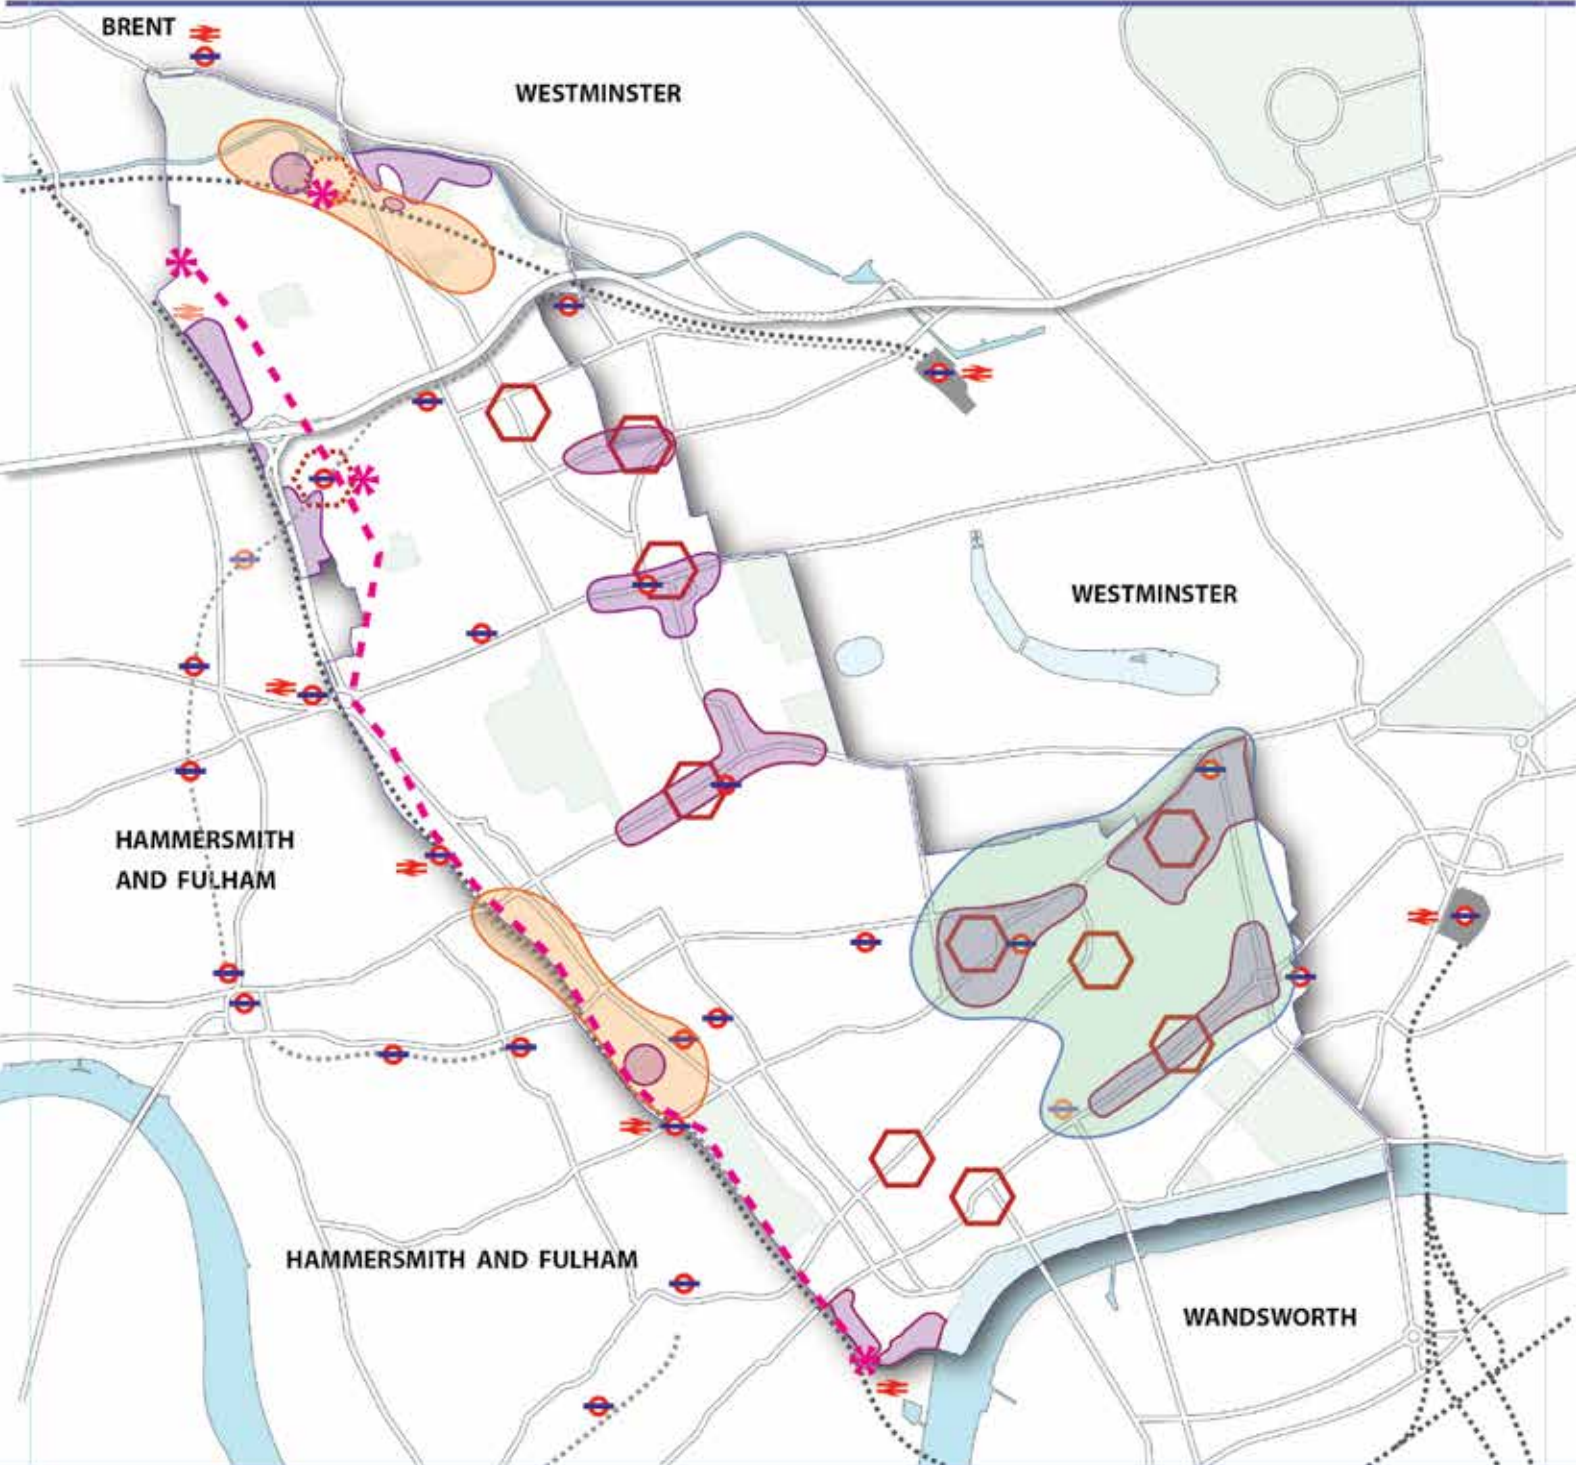 BRENT
WESTMINSTER
WESTMINSTER
HAMMERSMITH
AND FULHAM
HAMMERSMITH AND FULHAM
WANDSWORTH